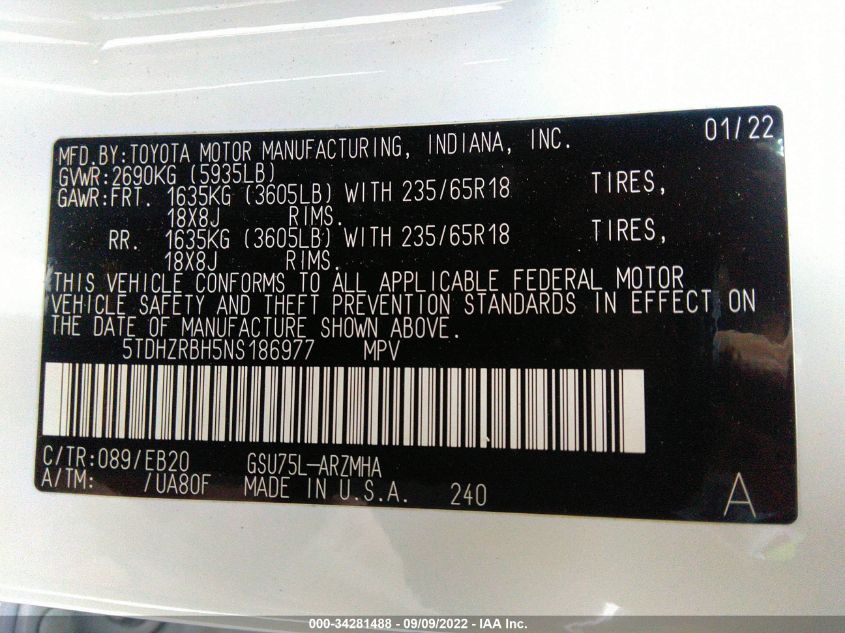 MFD.BY:TOYOTA MOTOR MANUFACTURING, INDIANA, INC. 01/22
GVWR:2690KG (5935LB)
GAWR:FRT. 1635KG (3605LB) WITH 235/65R18 TIRES,
18X8J RIMS.
RR. 1635KG (3605LB) WITH 235/65R18 TIRES,
18X8J RIMS.
THIS VEHICLE CONFORMS TO ALL APPLICABLE FEDERAL MOTOR
VEHICLE SAFETY AND THEFT PREVENTION STANDARDS IN EFFECT ON
THE DATE OF MANUFACTURE SHOWN ABOVE.
5TDHZRBH5NS186977 MPV
C/TR:089/EB20 GSU75L-ARZMHA
A/TM: /UA80F MADE IN U.S.A. 240 A
000-34281488 - 09/09/2022 - IAA Inc.